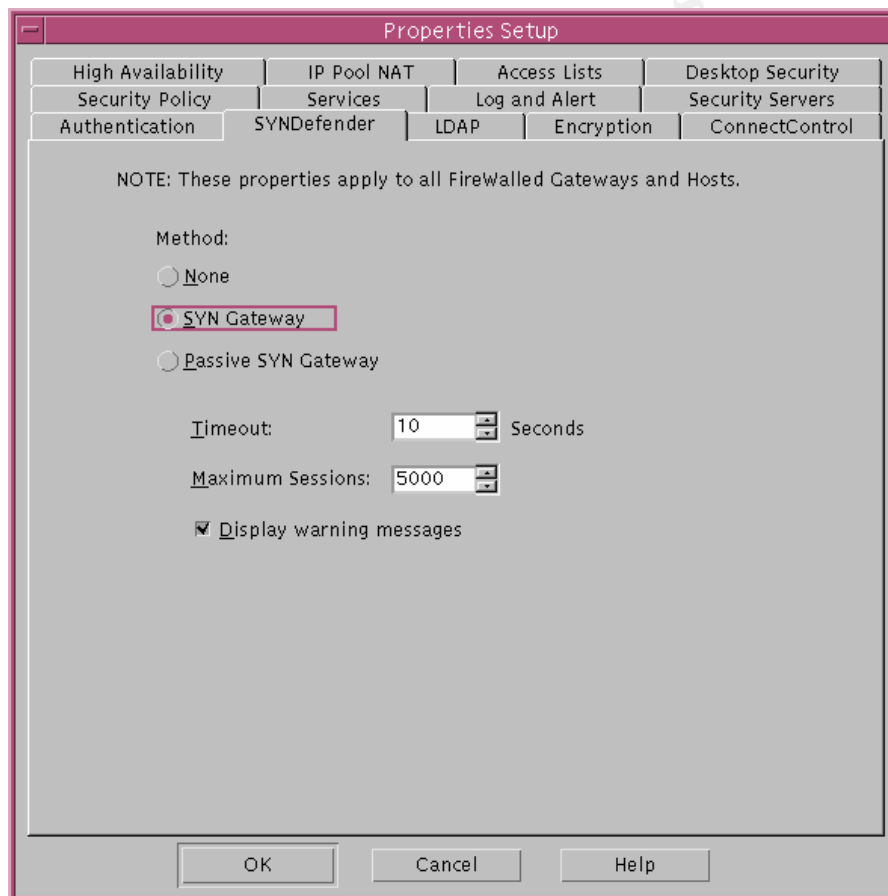 Properties Setup
High Availability IP Pool NAT Access Lists Desktop Security
Security Policy Services Log and Alert Security Servers
Authentication SYNDefender LDAP Encryption ConnectControl
NOTE: These properties apply to all FireWalled Gateways and Hosts.
Method:
None
SYN Gateway
Passive SYN Gateway
Timeout: 10 Seconds
Maximum Sessions: 5000
Display warning messages
OK Cancel Help